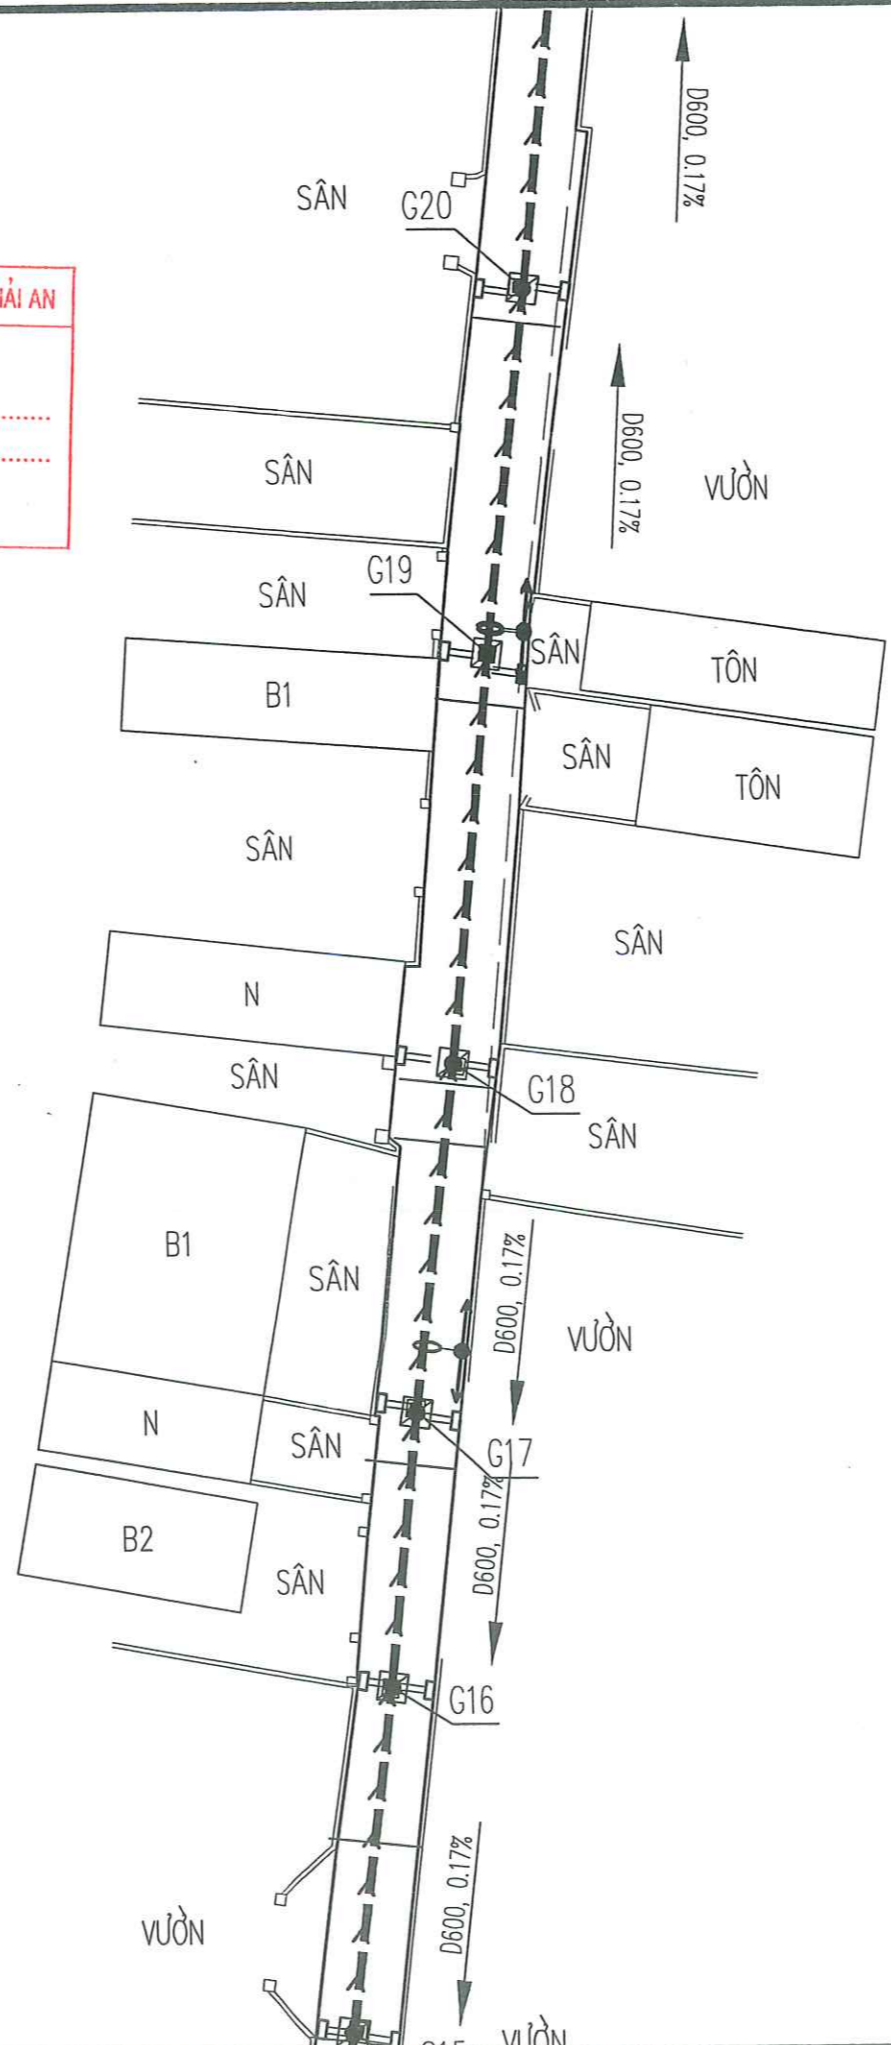 D600, 0.17%
SÂN
G20
ẢI AN
D600, 0.17%
SÂN
VƯỜN
G19
SÂN
SÂN
TÔN
B1
SÂN
TÔN
SÂN
SÂN
N
SÂN
G18
SÂN
B1
SÂN
D600, 0.17%
VƯỜN
N
SÂN
G17
D600, 0.17%
B2
SÂN
G16
D600, 0.17%
VƯỜN
VƯỜN